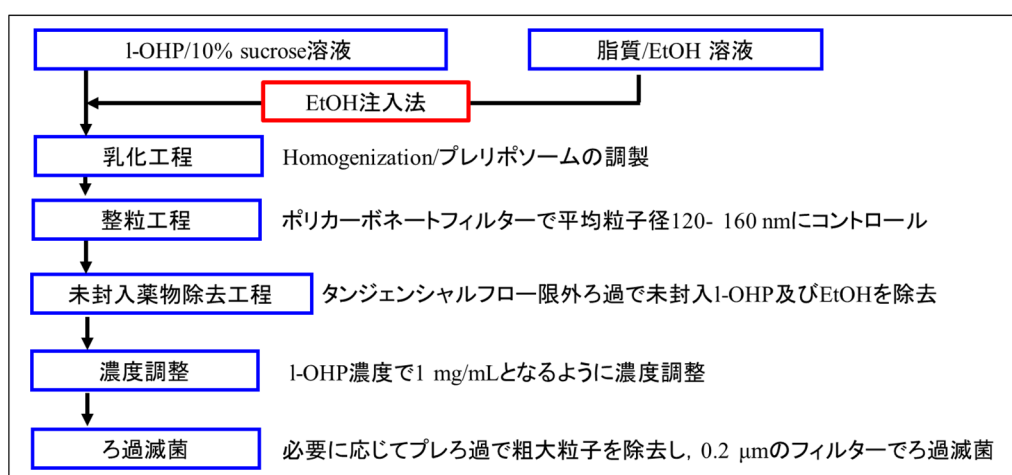 l-OHP/10% sucrose溶液
脂質/EtOH 溶液
EtOH注入法
乳化工程
Homogenization/プレリポソームの調製
整粒工程
ポリカーボネートフィルターで平均粒子径120- 160 nmにコントロール
未封入薬物除去工程
タンジェンシャルフロー限外ろ過で未封入l-OHP及びEtOHを除去
濃度調整
l-OHP濃度で1 mg/mLとなるように濃度調整
ろ過滅菌
必要に応じてプレろ過で粗大粒子を除去し，0.2 μmのフィルターでろ過滅菌